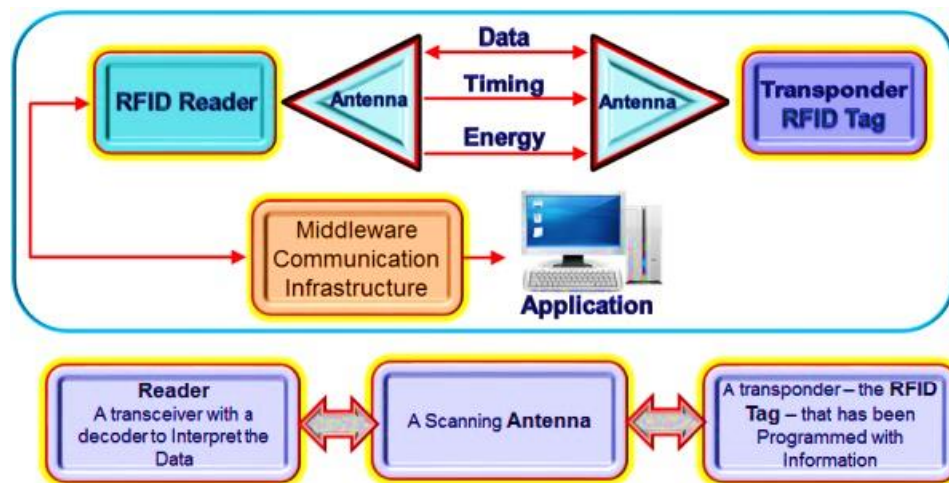 Data
RFID Reader
Antenna
Timing
Antenna
Transponder
RFID Tag
Energy
Middleware
Communication
Infrastructure
Application
Reader
A transceiver with a
decoder to Interpret the
Data
A Scanning Antenna
A transponder – the RFID
Tag – that has been
Programmed with
Information